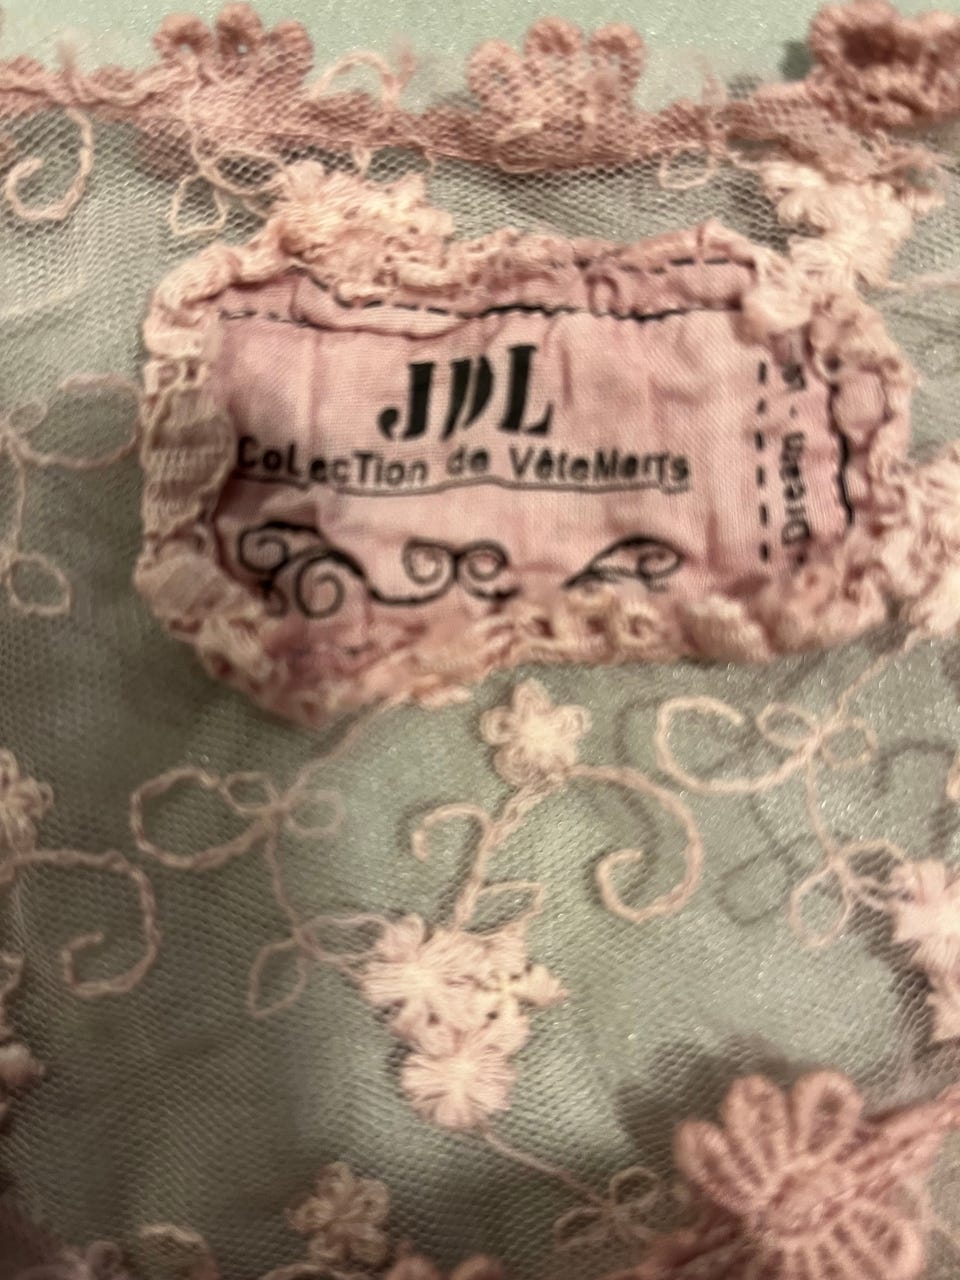 JDL
CoLecTion de VêteMenTs
Dream